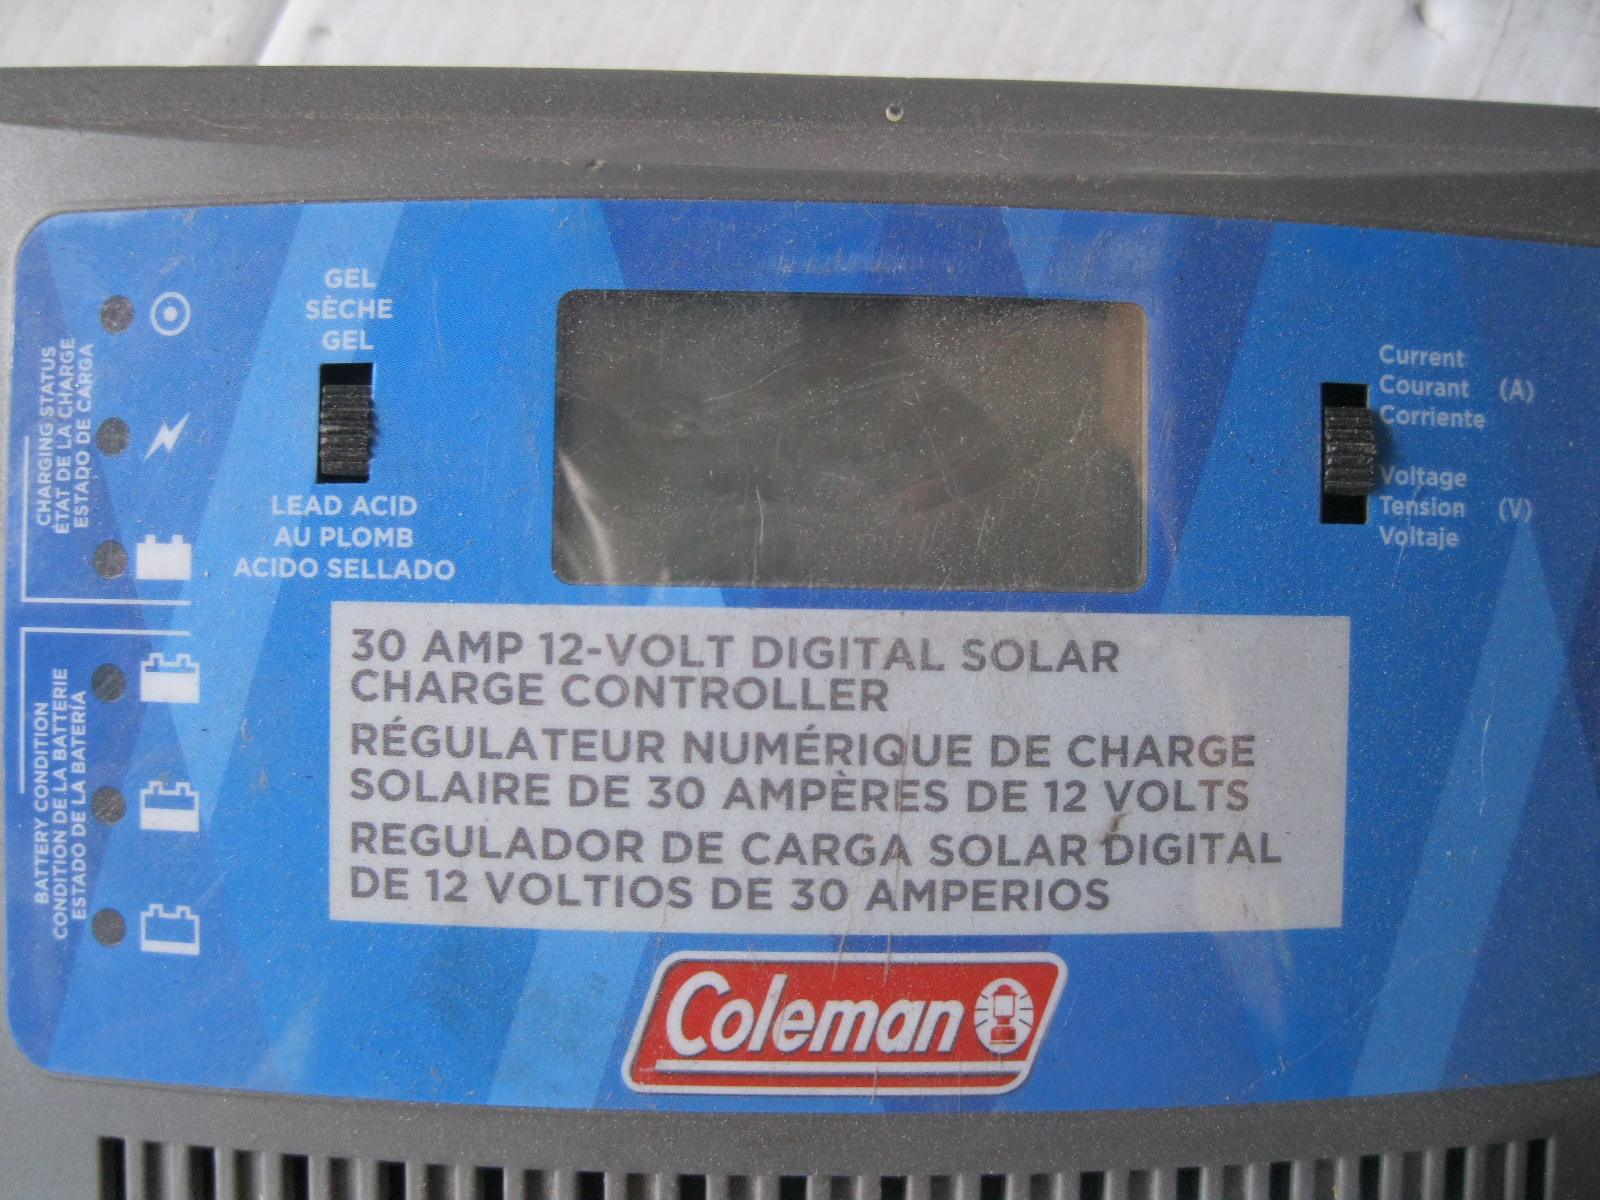 GEL
SÈCHE
GEL
LEAD ACID
AU PLOMB
ACIDO SELLADO
CHARGING STATUS
ÉTAT DE LA CHARGE
ESTADO DE CARGA
BATTERY CONDITION
CONDITION DE LA BATTERIE
ESTADO DE LA BATERÍA
Current
Courant (A)
Corriente
Voltage
Tension (V)
Voltaje
30 AMP 12-VOLT DIGITAL SOLAR
CHARGE CONTROLLER
RÉGULATEUR NUMÉRIQUE DE CHARGE
SOLAIRE DE 30 AMPÈRES DE 12 VOLTS
REGULADOR DE CARGA SOLAR DIGITAL
DE 12 VOLTIOS DE 30 AMPERIOS
Coleman